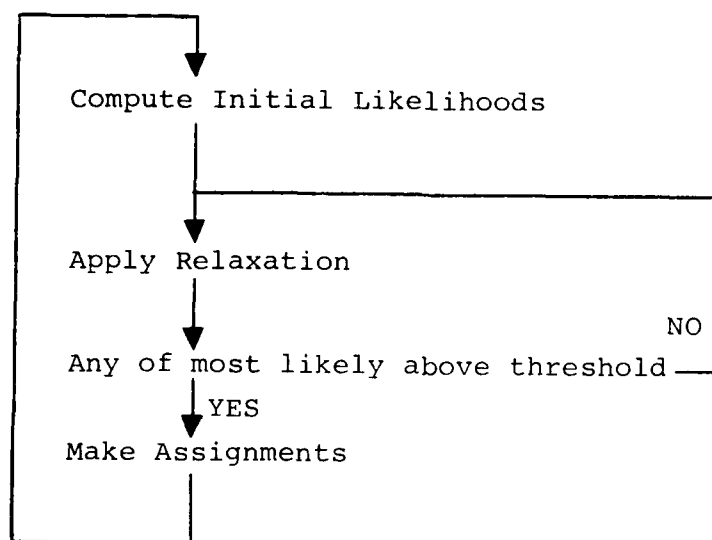 Compute Initial Likelihoods
Apply Relaxation
NO
Any of most likely above threshold
YES
Make Assignments